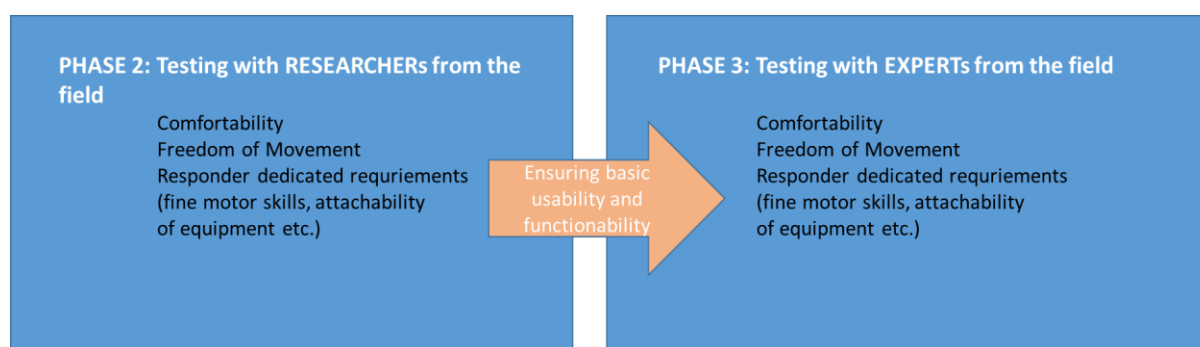 PHASE 2: Testing with RESEARCHERs from the
field
Comfortability
Freedom of Movement
Responder dedicated requriements
(fine motor skills, attachability
of equipment etc.)
Ensuring basic
usability and
functionability
PHASE 3: Testing with EXPERTs from the field
Comfortability
Freedom of Movement
Responder dedicated requriements
(fine motor skills, attachability
of equipment etc.)